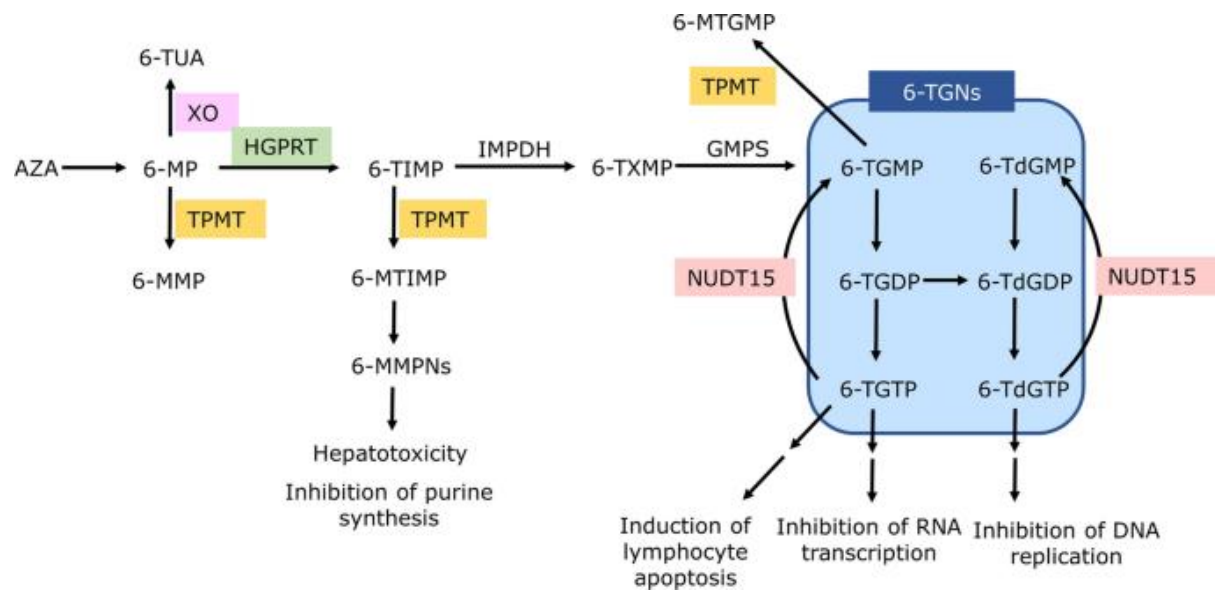 6-MTGMP
6-TUA
TPMT
6-TGNs
XO
HGPRT
IMPDH
GMPS
AZA
6-MP
6-TIMP
6-TXMP
6-TGMP
6-TdGMP
TPMT
TPMT
6-MMP
6-MTIMP
NUDT15
6-TGDP
6-TdGDP
NUDT15
6-MMPNs
6-TGTP
6-TdGTP
Hepatotoxicity
Inhibition of purine
synthesis
Induction of
lymphocyte
apoptosis
Inhibition of RNA
transcription
Inhibition of DNA
replication